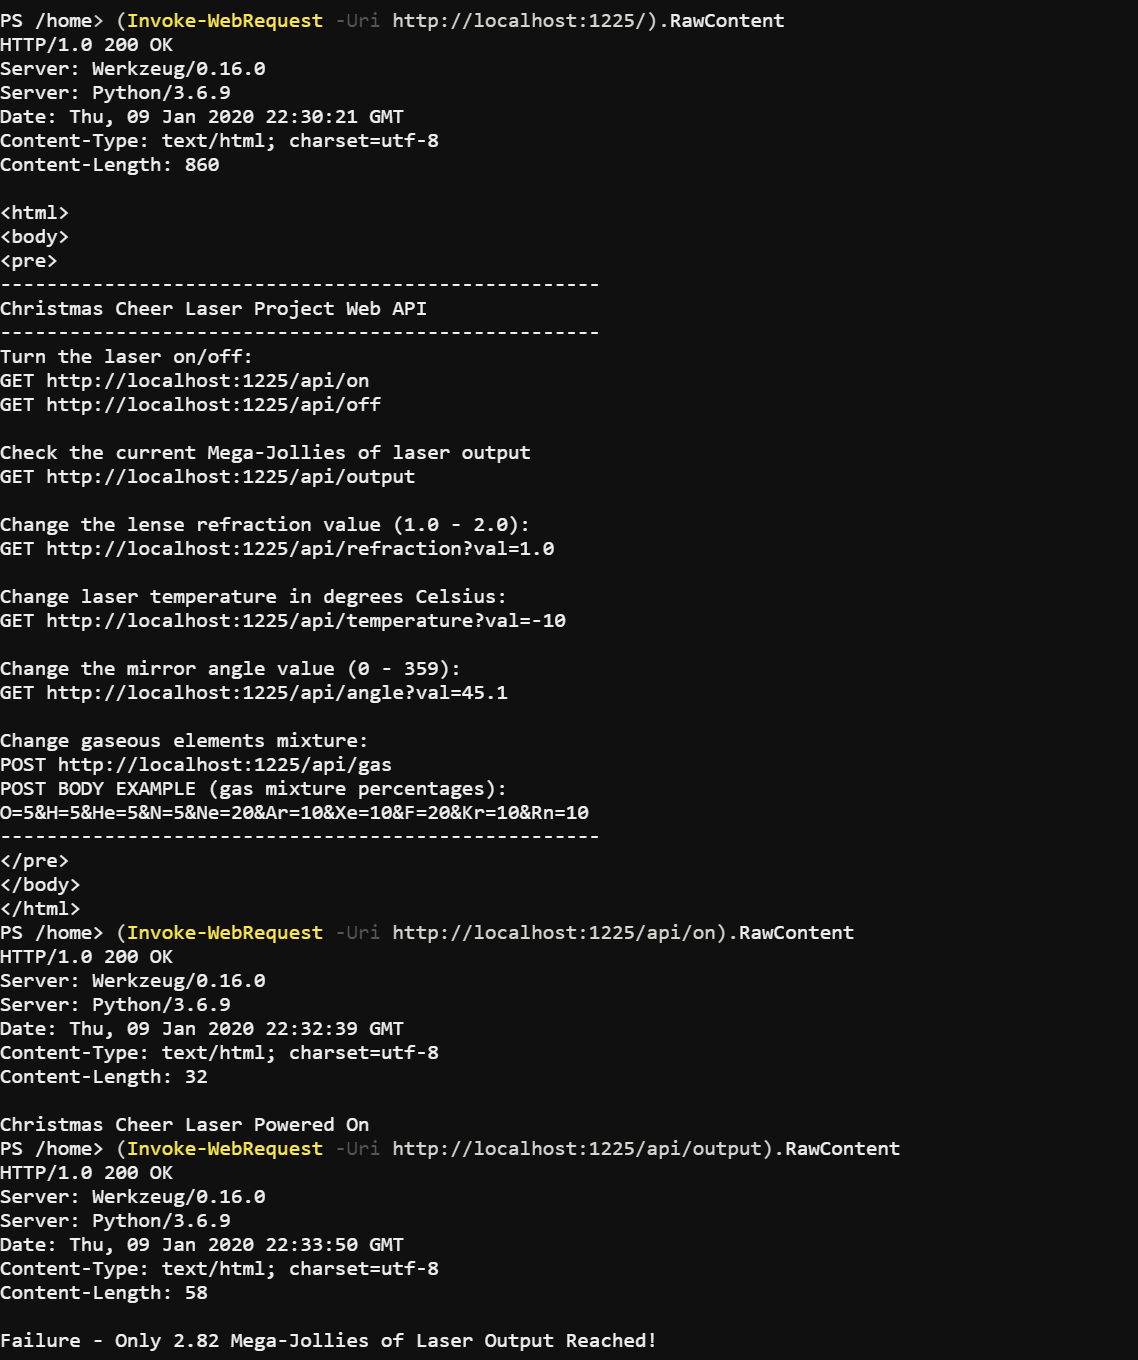 PS /home> (Invoke-WebRequest -Uri http://localhost:1225/).RawContent
HTTP/1.0 200 OK
Server: Werkzeug/0.16.0
Server: Python/3.6.9
Date: Thu, 09 Jan 2020 22:30:21 GMT
Content-Type: text/html; charset=utf-8
Content-Length: 860

<html>
<body>
<pre>
----------------------------------------------------
Christmas Cheer Laser Project Web API
----------------------------------------------------
Turn the laser on/off:
GET http://localhost:1225/api/on
GET http://localhost:1225/api/off

Check the current Mega-Jollies of laser output
GET http://localhost:1225/api/output

Change the lense refraction value (1.0 - 2.0):
GET http://localhost:1225/api/refraction?val=1.0

Change laser temperature in degrees Celsius:
GET http://localhost:1225/api/temperature?val=-10

Change the mirror angle value (0 - 359):
GET http://localhost:1225/api/angle?val=45.1

Change gaseous elements mixture:
POST http://localhost:1225/api/gas
POST BODY EXAMPLE (gas mixture percentages):
O=5&H=5&He=5&N=5&Ne=20&Ar=10&Xe=10&F=20&Kr=10&Rn=10
----------------------------------------------------
</pre>
</body>
</html>
PS /home> (Invoke-WebRequest -Uri http://localhost:1225/api/on).RawContent
HTTP/1.0 200 OK
Server: Werkzeug/0.16.0
Server: Python/3.6.9
Date: Thu, 09 Jan 2020 22:32:39 GMT
Content-Type: text/html; charset=utf-8
Content-Length: 32

Christmas Cheer Laser Powered On
PS /home> (Invoke-WebRequest -Uri http://localhost:1225/api/output).RawContent
HTTP/1.0 200 OK
Server: Werkzeug/0.16.0
Server: Python/3.6.9
Date: Thu, 09 Jan 2020 22:33:50 GMT
Content-Type: text/html; charset=utf-8
Content-Length: 58

Failure - Only 2.82 Mega-Jollies of Laser Output Reached!